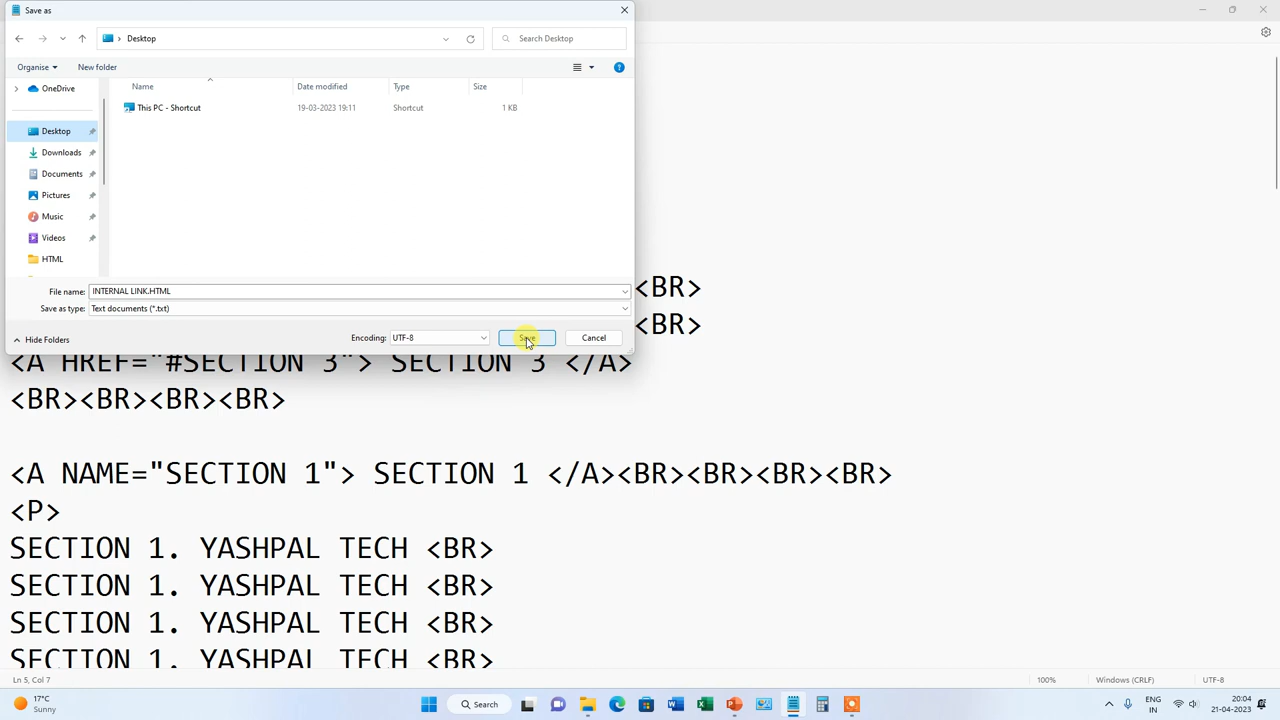 Save as
Desktop
Search Desktop
Organise
New folder
Name
Date modified
Type
Size
OneDrive
This PC - Shortcut
19-03-2023 19:11
Shortcut
1 KB
Desktop
Downloads
Documents
Pictures
Music
Videos
HTML
File name:
INTERNAL LINK.HTML
Save as type:
Text documents (*.txt)
Hide Folders
Encoding:
UTF-8
Save
Cancel
<BR>
<BR>
<A HREF="#SECTION 3"> SECTION 3 </A>
<BR><BR><BR><BR>
<A NAME="SECTION 1"> SECTION 1 </A><BR><BR><BR><BR>
<P>
SECTION 1. YASHPAL TECH <BR>
SECTION 1. YASHPAL TECH <BR>
SECTION 1. YASHPAL TECH <BR>
SECTION 1. YASHPAL TECH <BR>
Ln 5, Col 7
100%
Windows (CRLF)
UTF-8
17°C
Sunny
Search
ENG
IN
20:04
21-04-2023